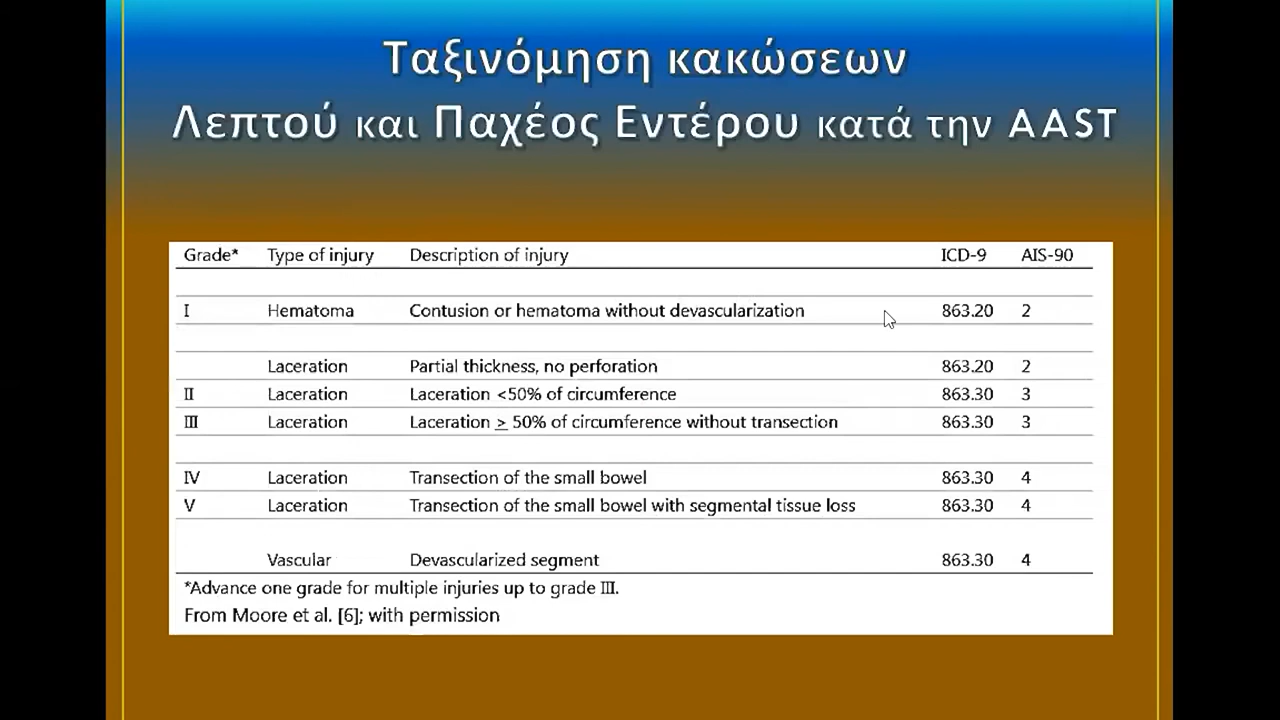 Ταξινόμηση κακώσεων
Λεπτού και Παχέος Εντέρου κατά την AAST
Grade* Type of injury Description of injury ICD-9 AIS-90
I Hematoma Contusion or hematoma without devascularization 863.20 2
Laceration Partial thickness, no perforation 863.20 2
II Laceration Laceration <50% of circumference 863.30 3
III Laceration Laceration ≥ 50% of circumference without transection 863.30 3
IV Laceration Transection of the small bowel 863.30 4
V Laceration Transection of the small bowel with segmental tissue loss 863.30 4
Vascular Devascularized segment 863.30 4
*Advance one grade for multiple injuries up to grade III.
From Moore et al. [6]; with permission